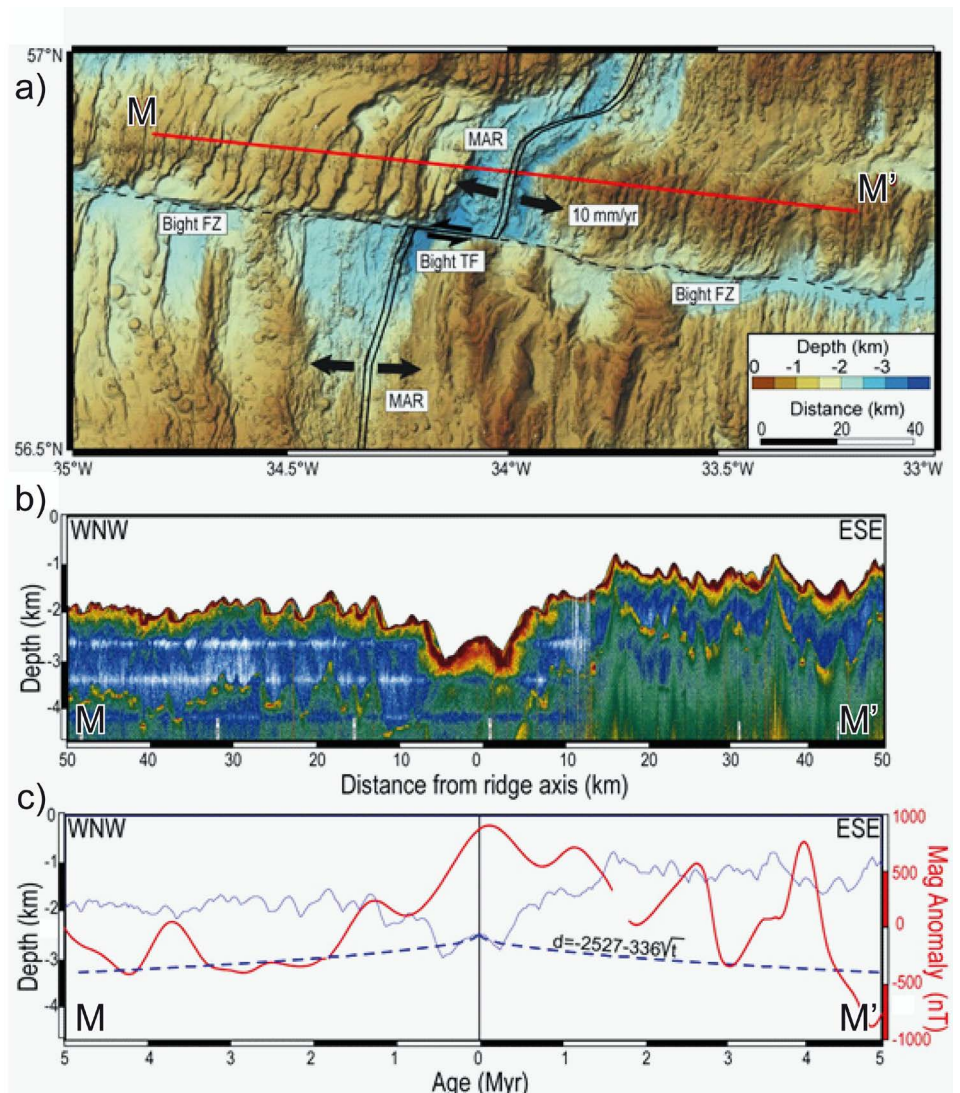 a)
57°N
M
MAR
M'
10 mm/yr
Bight FZ
Bight TF
Bight FZ
MAR
Depth (km)
0 -1 -2 -3
Distance (km)
0 20 40
56.5°N
35°W 34.5°W 34°W 33.5°W 33°W
b)
WNW ESE
0
-1
-2
-3
-4
Depth (km)
M M'
50 40 30 20 10 0 10 20 30 40 50
Distance from ridge axis (km)
c)
WNW ESE
0
-1
-2
-3
-4
Depth (km)
d=-2527-336√t
1000
500
0
-500
-1000
Mag Anomaly (nT)
M M'
5 4 3 2 1 0 1 2 3 4 5
Age (Myr)